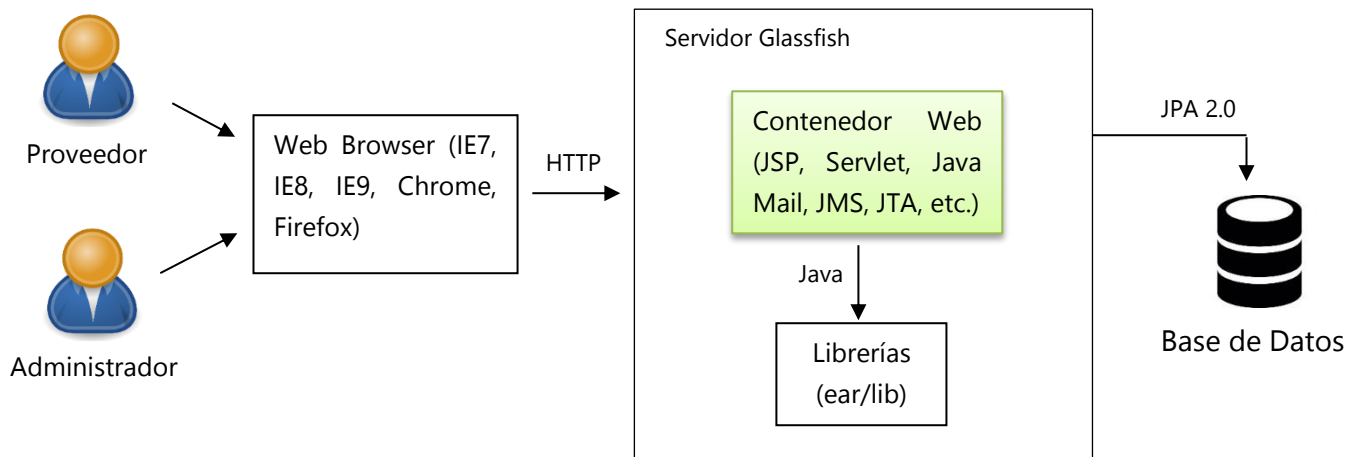 Proveedor
Administrador
Web Browser (IE7,
IE8, IE9, Chrome,
Firefox)
HTTP
Servidor Glassfish
Contenedor Web
(JSP, Servlet, Java
Mail, JMS, JTA, etc.)
Java
Librerías
(ear/lib)
JPA 2.0
Base de Datos